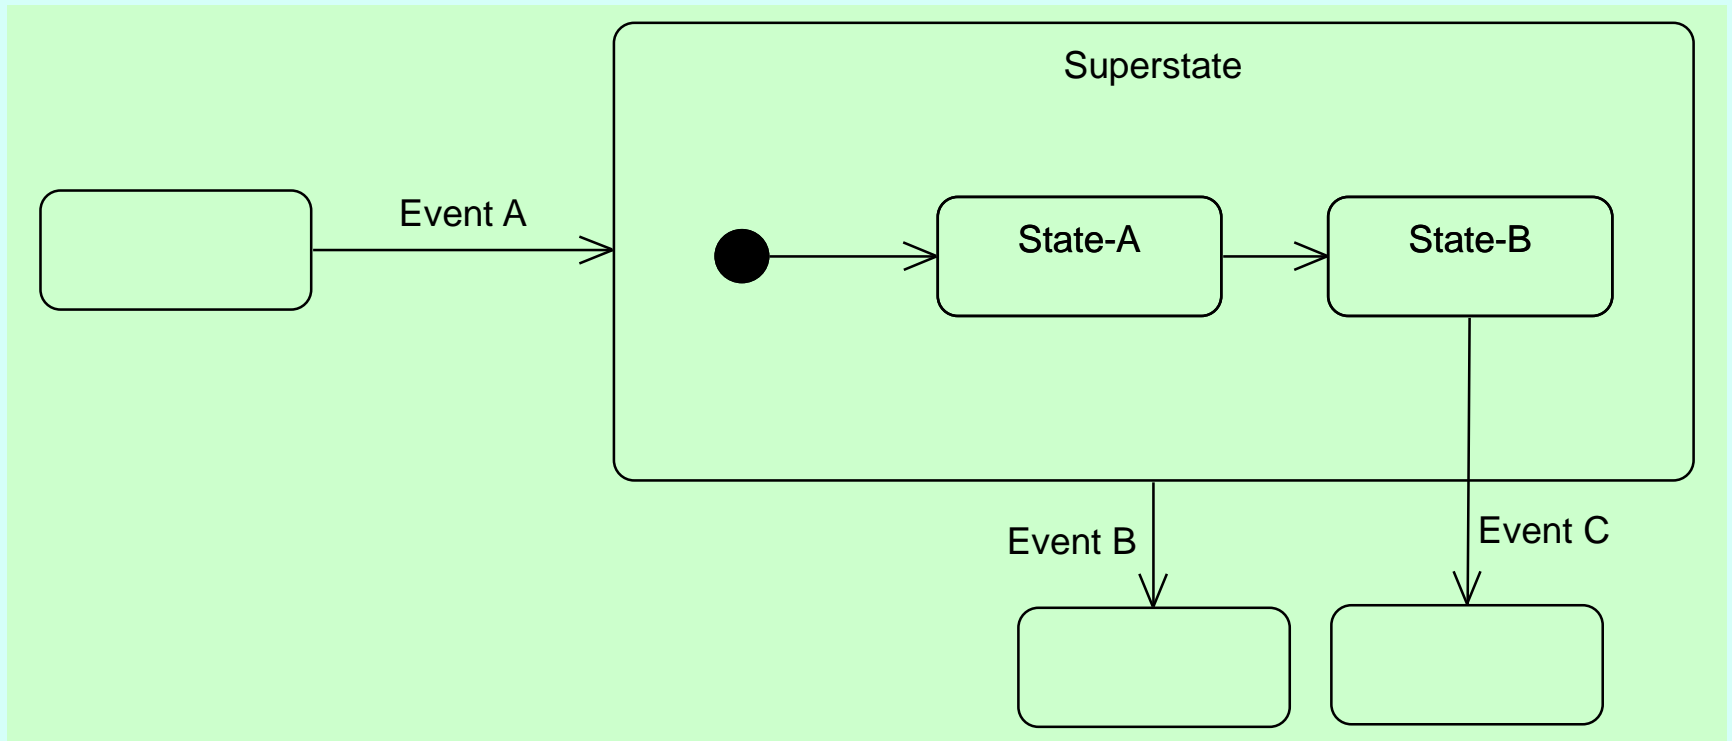 Superstate
Event A
State-A
State-B
Event B
Event C